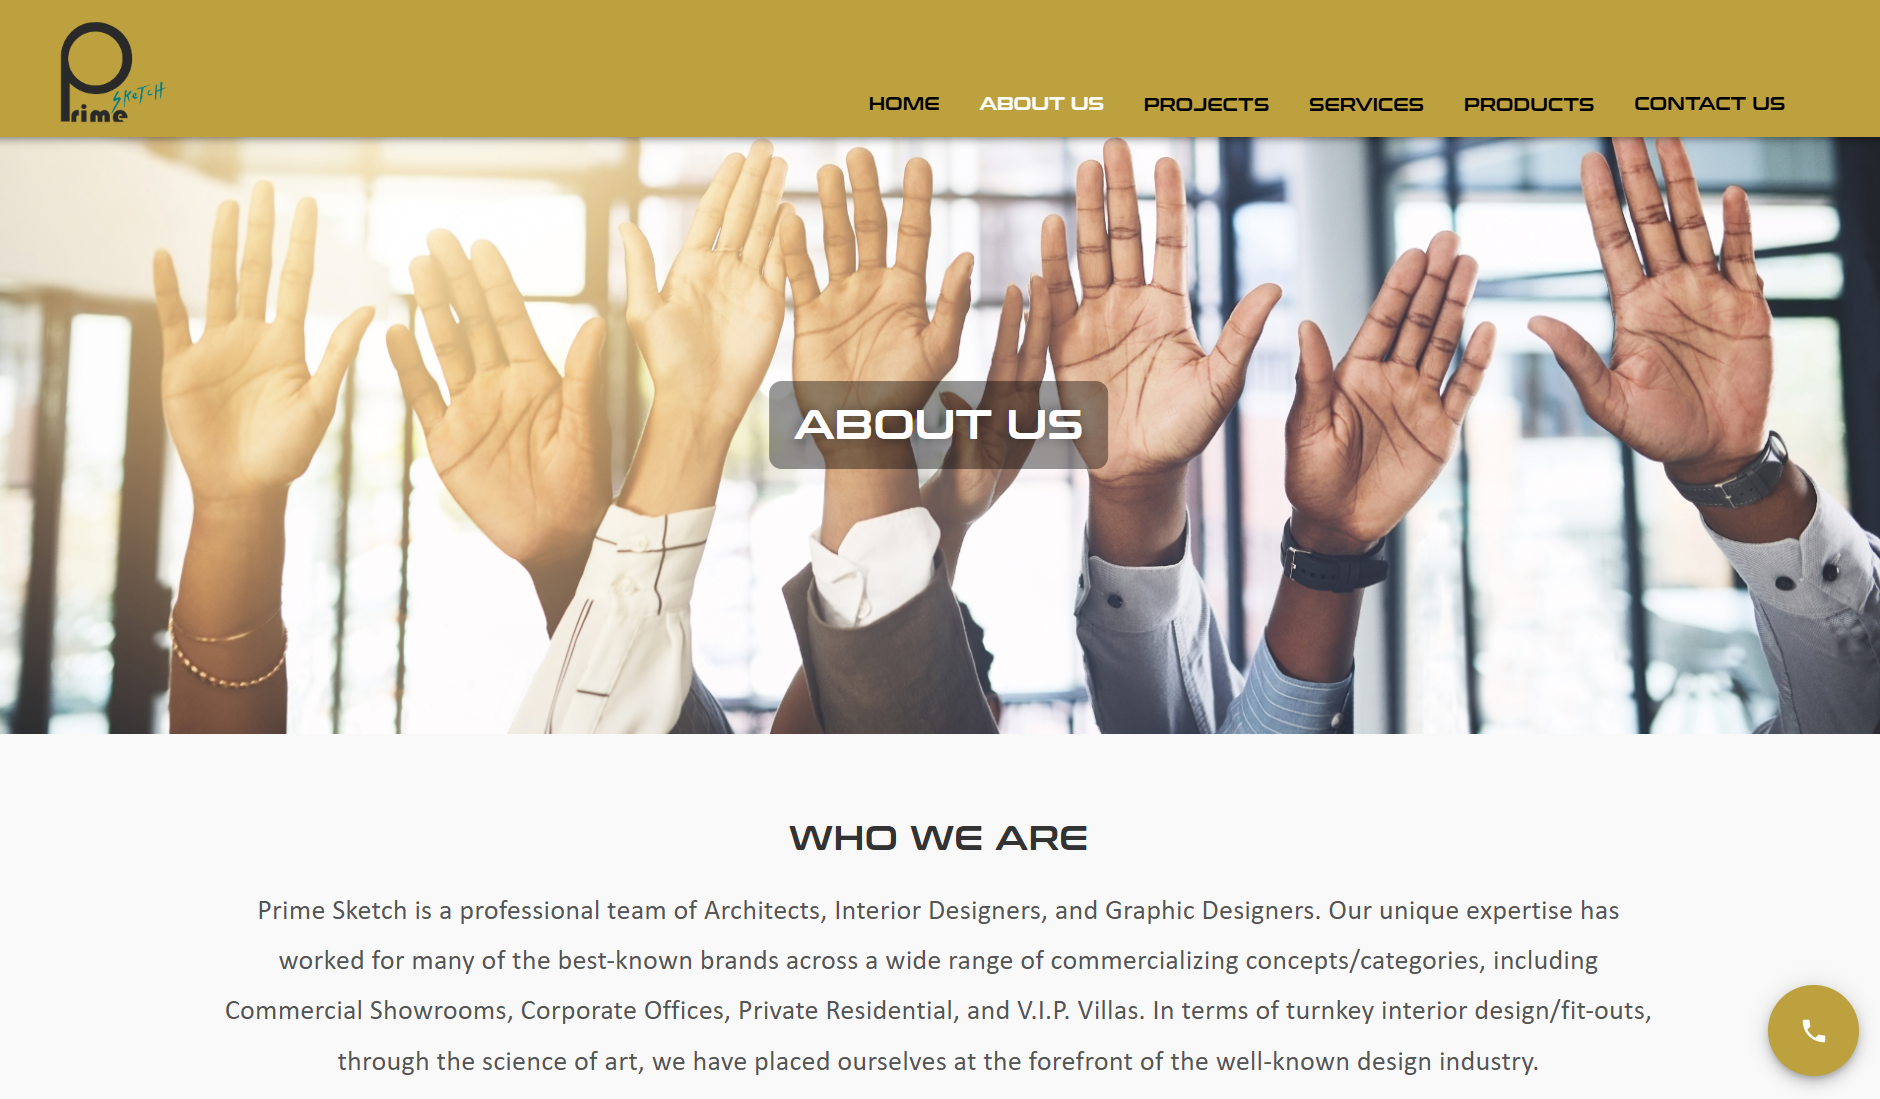 Prime
SKeTcH
HOME
ABOUT US
PROJECTS
SERVICES
PRODUCTS
CONTACT US
ABOUT US
WHO WE ARE
Prime Sketch is a professional team of Architects, Interior Designers, and Graphic Designers. Our unique expertise has
worked for many of the best-known brands across a wide range of commercializing concepts/categories, including
Commercial Showrooms, Corporate Offices, Private Residential, and V.I.P. Villas. In terms of turnkey interior design/fit-outs,
through the science of art, we have placed ourselves at the forefront of the well-known design industry.